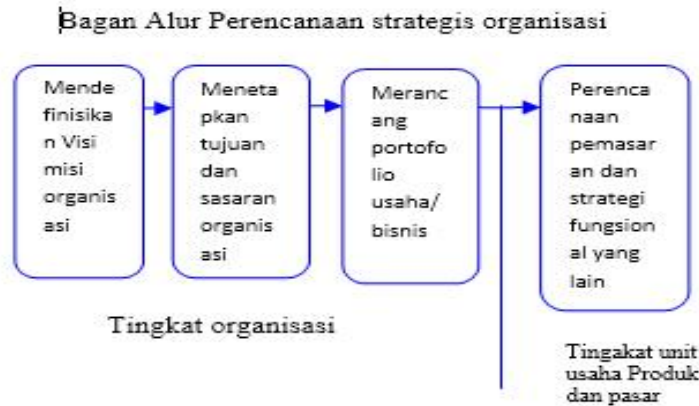 Bagan Alur Perencanaan strategis organisasi
Mende
finisika
n Visi
misi
organis
asi
Meneta
pkan
tujuan
dan
sasaran
organis
asi
Meranc
ang
portofo
lio
usaha/
bisnis
Perenca
naan
pemasar
an dan
strategi
fungsion
al yang
lain
Tingkat organisasi
Tingakat unit
usaha Produk
dan pasar